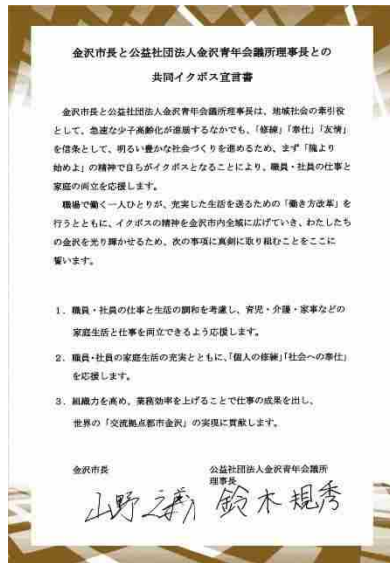 金沢市長と公益社団法人金沢青年会議所理事長との
共同イクボス宣言書
金沢市長と公益社団法人金沢青年会議所理事長は、地域社会の牽引役
として、急速な少子高齢化が進展するなかでも、「修練」「奉仕」「友情」
を信条として、明るい豊かな社会づくりを進めるため、まず「隗より
始めよ」の精神で自らがイクボスとなることにより、職員・社員の仕事と
家庭の両立を応援します。
職場で働く一人ひとりが、充実した生活を送るための「働き方改革」を
行うとともに、イクボスの精神を金沢市内全域に広げていき、わたしたち
の金沢を光り輝かせるため、次の事項に真剣に取り組むことをここに
誓います。
1．職員・社員の仕事と生活の調和を考慮し、育児・介護・家事などの
家庭生活と仕事を両立できるよう応援します。
2．職員・社員の家庭生活の充実とともに、「個人の修練」「社会への奉仕」
を応援します。
3．組織力を高め、業務効率を上げることで仕事の成果を出し、
世界の「交流拠点都市金沢」の実現に貢献します。
金沢市長
山野之義
公益社団法人金沢青年会議所
理事長
鈴木規秀